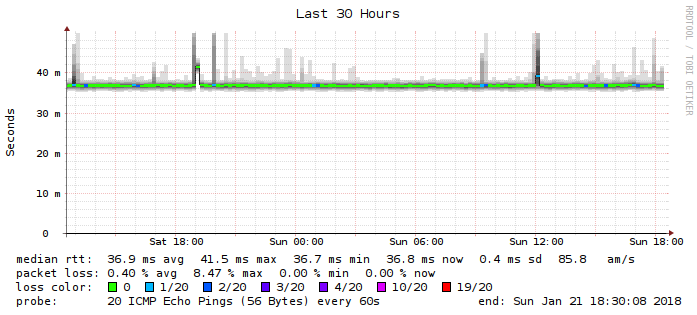 Last 30 Hours
RRDTOOL / TOBI OETIKER
Seconds
40 m
30 m
20 m
10 m
0
Sat 18:00 Sun 00:00 Sun 06:00 Sun 12:00 Sun 18:00
median rtt: 36.9 ms avg 41.5 ms max 36.7 ms min 36.8 ms now 0.4 ms sd 85.8 am/s
packet loss: 0.40 % avg 8.47 % max 0.00 % min 0.00 % now
loss color: 0 1/20 2/20 3/20 4/20 10/20 19/20
probe: 20 ICMP Echo Pings (56 Bytes) every 60s end: Sun Jan 21 18:30:08 2018